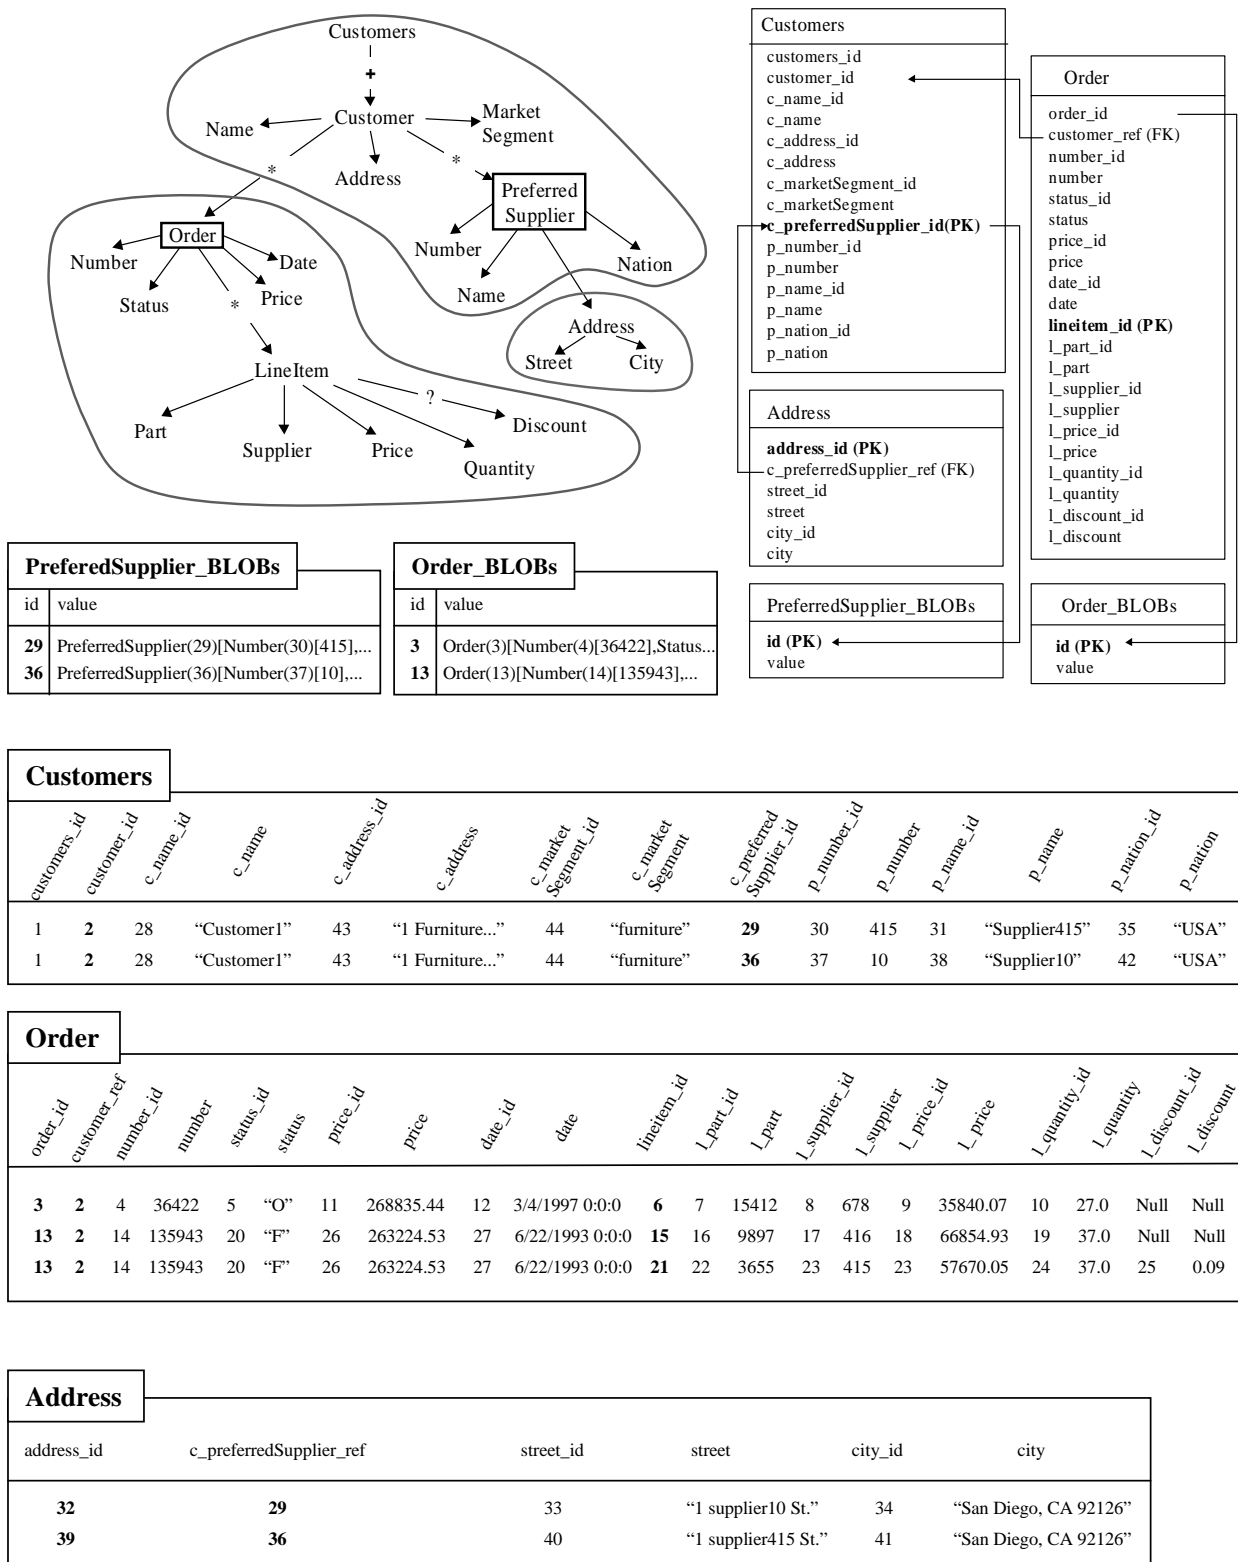 Customers
+
Customer
Name
Market
Segment
*
Address
*
Preferred
Supplier
Order
Number
Status
*
Price
Date
Number
Name
Nation
Address
Street
City
LineItem
?
Part
Supplier
Price
Quantity
Discount
Customers
customers_id
customer_id
c_name_id
c_name
c_address_id
c_address
c_marketSegment_id
c_marketSegment
c_preferredSupplier_id(PK)
p_number_id
p_number
p_name_id
p_name
p_nation_id
p_nation
Order
order_id
customer_ref (FK)
number_id
number
status_id
status
price_id
price
date_id
date
lineitem_id (PK)
l_part_id
l_part
l_supplier_id
l_supplier
l_price_id
l_price
l_quantity_id
l_quantity
l_discount_id
l_discount
Address
address_id (PK)
c_preferredSupplier_ref (FK)
street_id
street
city_id
city
PreferedSupplier_BLOBs
id value
29 PreferredSupplier(29)[Number(30)[415],...
36 PreferredSupplier(36)[Number(37)[10],...
Order_BLOBs
id value
3 Order(3)[Number(4)[36422],Status...
13 Order(13)[Number(14)[135943],...
PreferredSupplier_BLOBs
id (PK)
value
Order_BLOBs
id (PK)
value
Customers
customers_id customer_id c_name_id c_name c_address_id c_address c_market Segment_id c_market Segment c_preferred Supplier_id p_number_id p_number p_name_id p_name p_nation_id p_nation
1 2 28 “Customer1” 43 “1 Furniture...” 44 “furniture” 29 30 415 31 “Supplier415” 35 “USA”
1 2 28 “Customer1” 43 “1 Furniture...” 44 “furniture” 36 37 10 38 “Supplier10” 42 “USA”
Order
order_id customer_ref number_id number status_id status price_id price date_id date lineitem_id l_part_id l_part l_supplier_id l_supplier l_price_id l_price l_quantity_id l_quantity l_discount_id l_discount
3 2 4 36422 5 “O” 11 268835.44 12 3/4/1997 0:0:0 6 7 15412 8 678 9 35840.07 10 27.0 Null Null
13 2 14 135943 20 “F” 26 263224.53 27 6/22/1993 0:0:0 15 16 9897 17 416 18 66854.93 19 37.0 Null Null
13 2 14 135943 20 “F” 26 263224.53 27 6/22/1993 0:0:0 21 22 3655 23 415 23 57670.05 24 37.0 25 0.09
Address
address_id c_preferredSupplier_ref street_id street city_id city
32 29 33 “1 supplier10 St.” 34 “San Diego, CA 92126”
39 36 40 “1 supplier415 St.” 41 “San Diego, CA 92126”